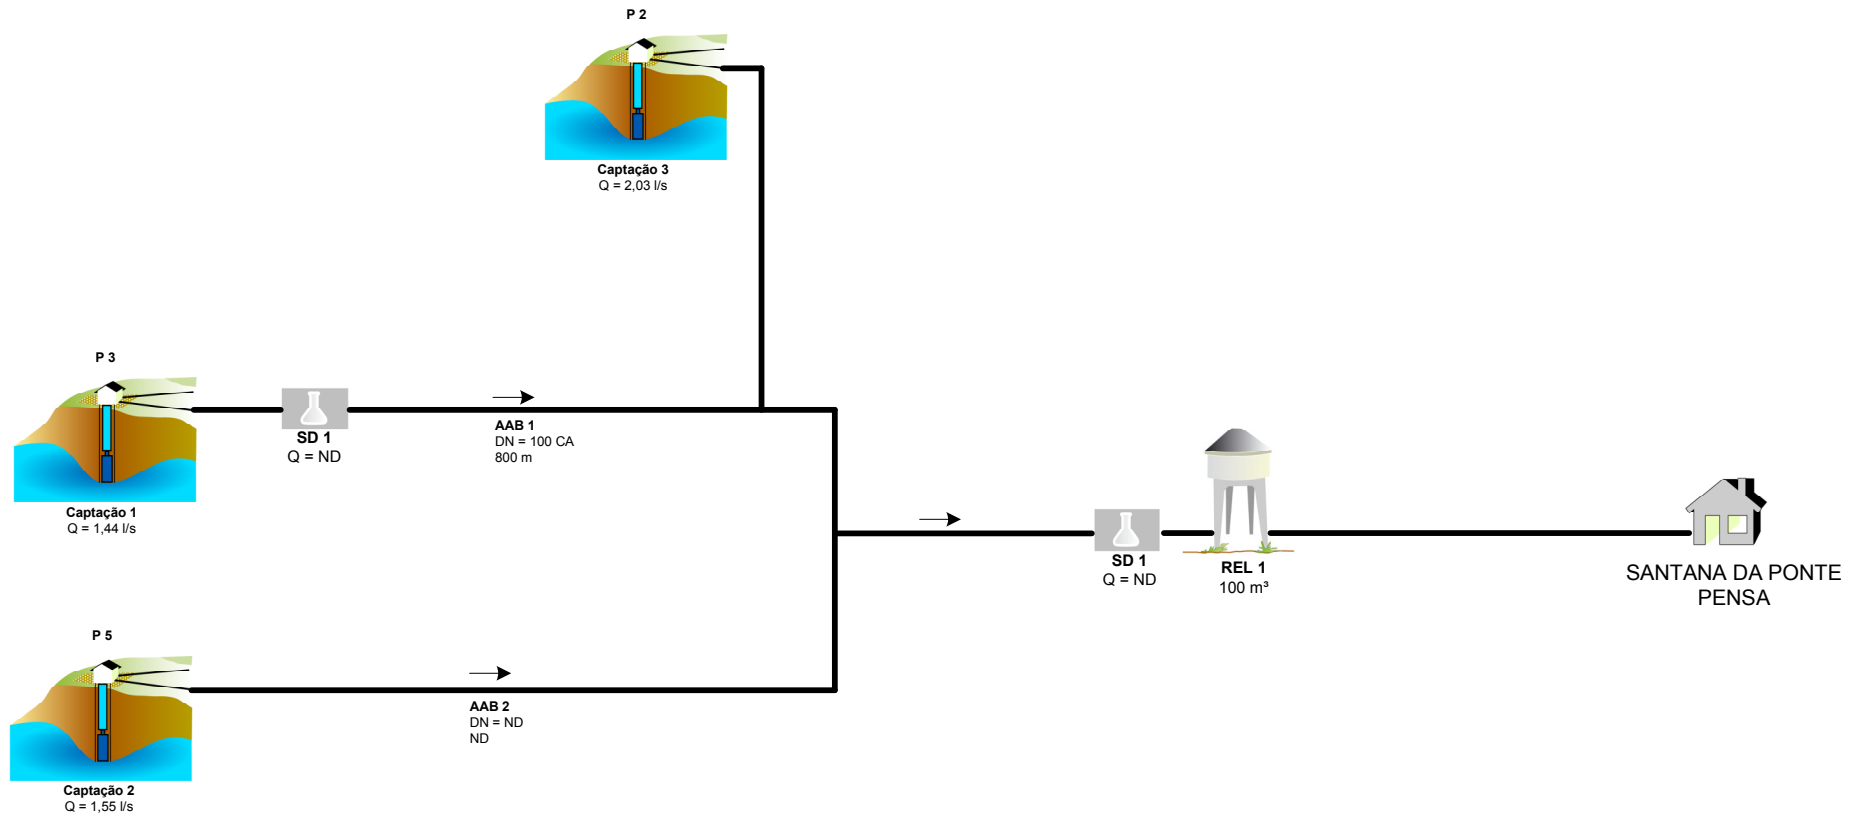 P 2
Captação 3
Q = 2,03 l/s
P 3
Captação 1
Q = 1,44 l/s
SD 1
Q = ND
AAB 1
DN = 100 CA
800 m
SD 1
Q = ND
REL 1
100 m³
SANTANA DA PONTE
PENSA
P 5
Captação 2
Q = 1,55 l/s
AAB 2
DN = ND
ND